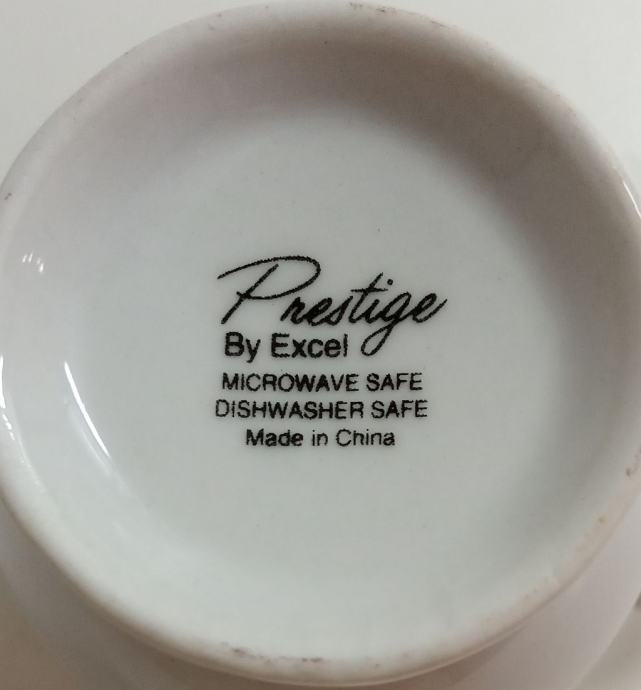 Prestige
By Excel
MICROWAVE SAFE
DISHWASHER SAFE
Made in China